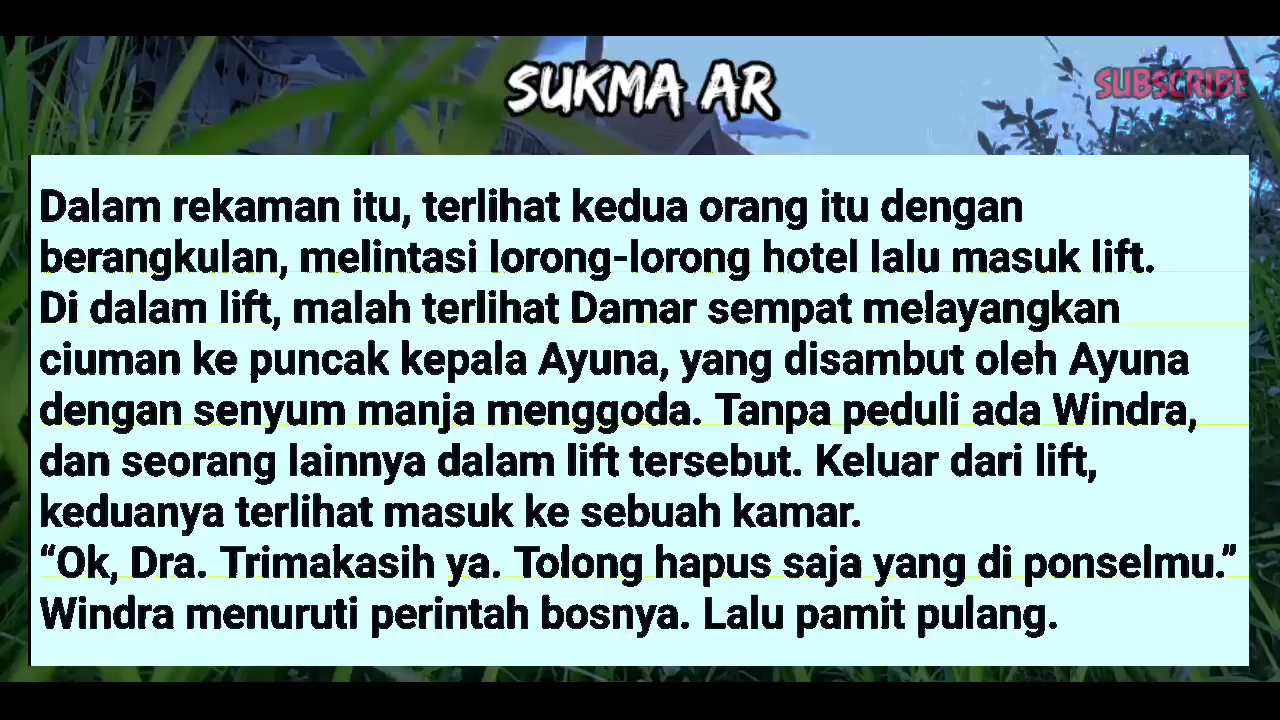 SUKMA AR
SUBSCRIBE
Dalam rekaman itu, terlihat kedua orang itu dengan
berangkulan, melintasi lorong-lorong hotel lalu masuk lift.
Di dalam lift, malah terlihat Damar sempat melayangkan
ciuman ke puncak kepala Ayuna, yang disambut oleh Ayuna
dengan senyum manja menggoda. Tanpa peduli ada Windra,
dan seorang lainnya dalam lift tersebut. Keluar dari lift,
keduanya terlihat masuk ke sebuah kamar.
“Ok, Dra. Trimakasih ya. Tolong hapus saja yang di ponselmu.”
Windra menuruti perintah bosnya. Lalu pamit pulang.